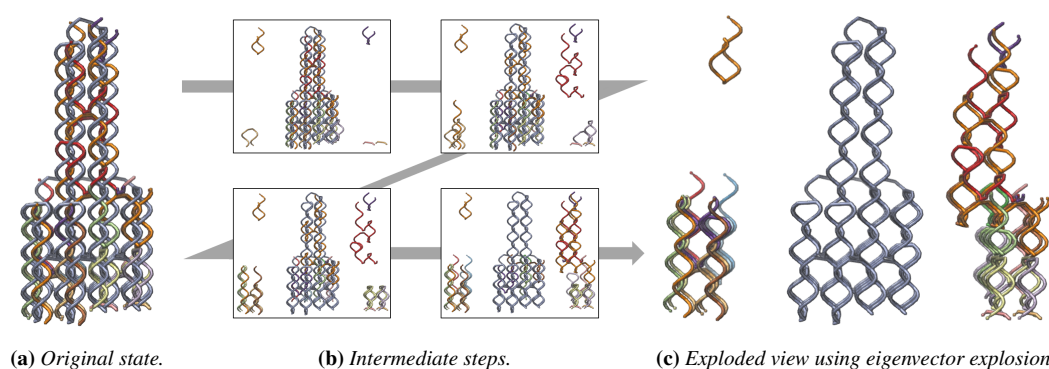 (a) Original state.
(b) Intermediate steps.
(c) Exploded view using eigenvector explosion